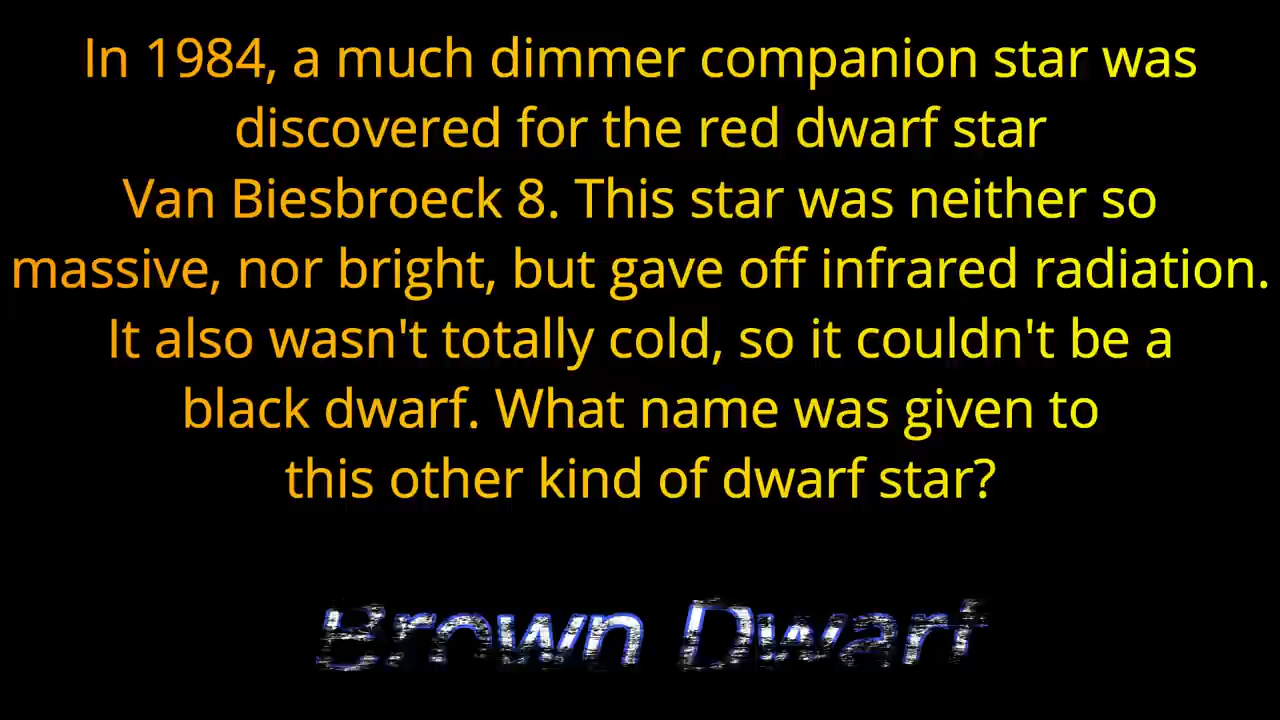 In 1984, a much dimmer companion star was
discovered for the red dwarf star
Van Biesbroeck 8. This star was neither so
massive, nor bright, but gave off infrared radiation.
It also wasn't totally cold, so it couldn't be a
black dwarf. What name was given to
this other kind of dwarf star?
Brown Dwarf